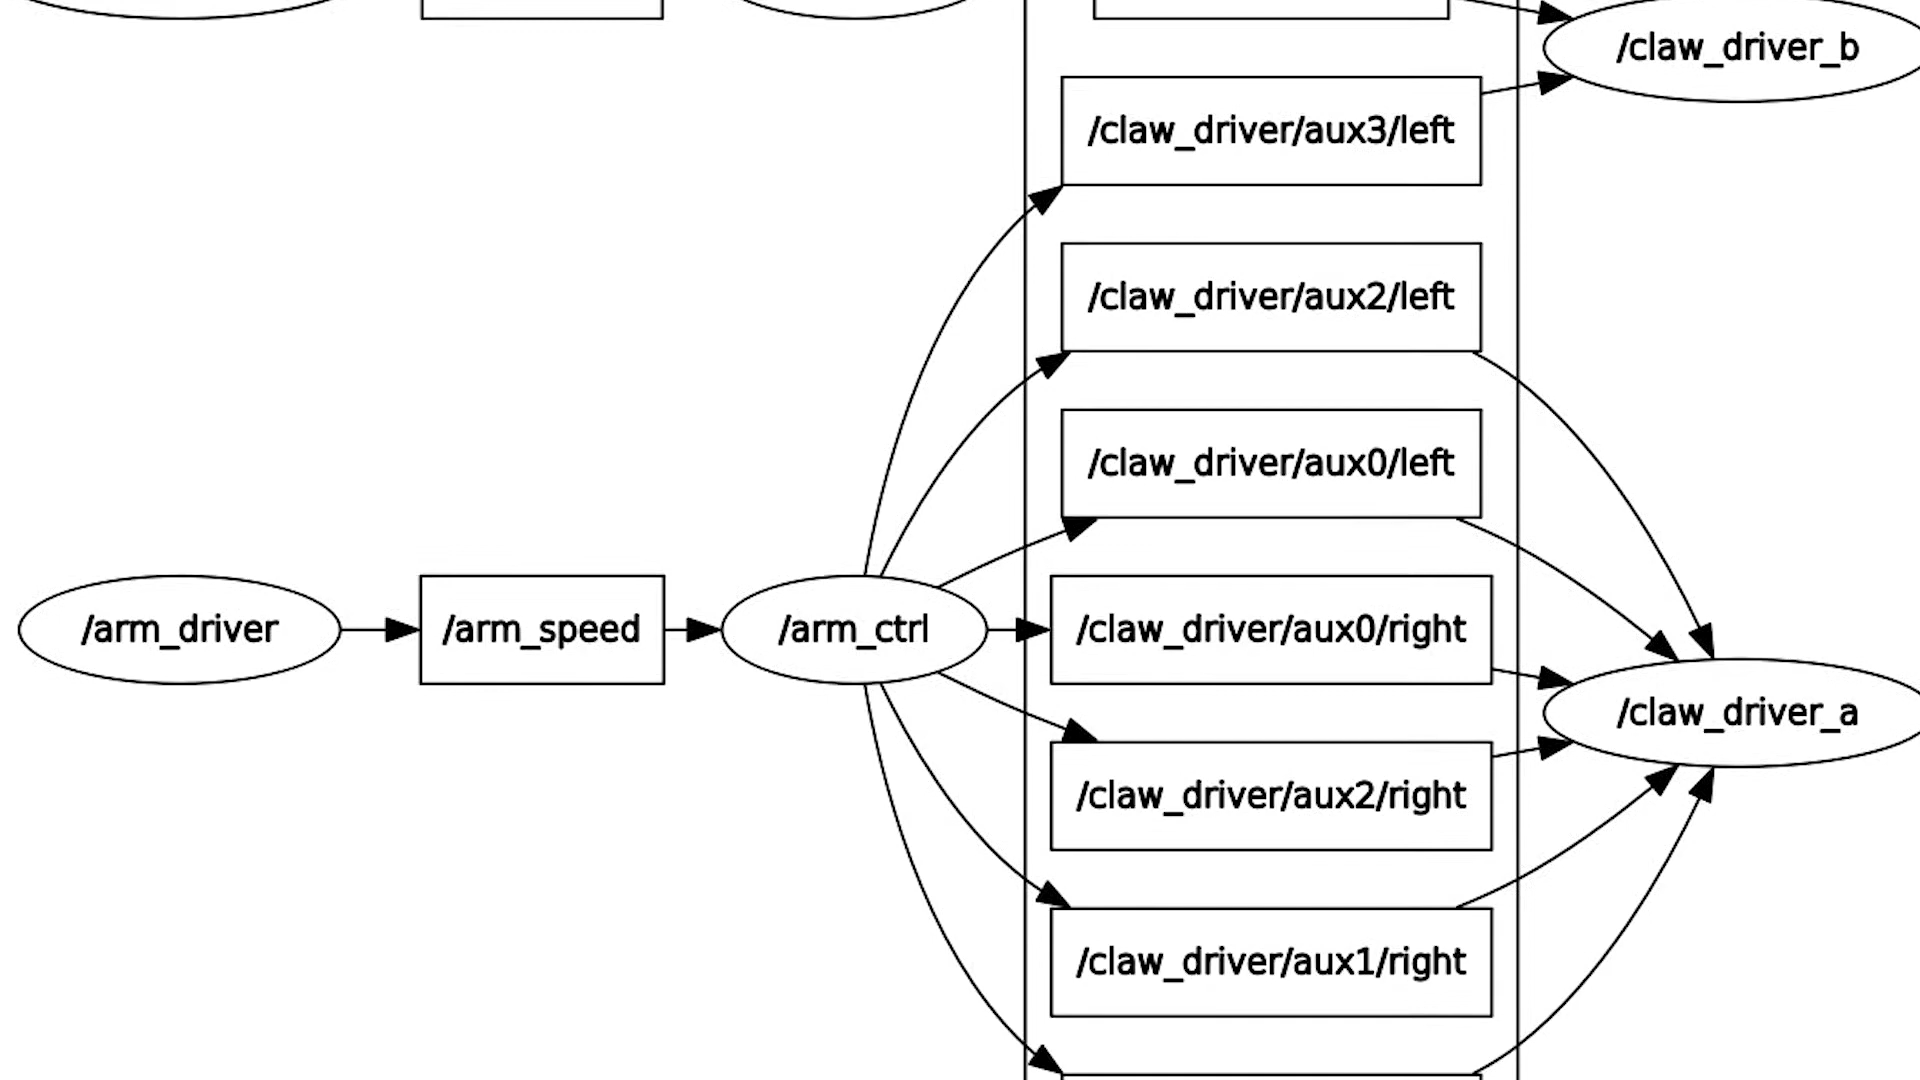 /claw_driver_b
/claw_driver/aux3/left
/claw_driver/aux2/left
/claw_driver/aux0/left
/arm_driver
/arm_speed
/arm_ctrl
/claw_driver/aux0/right
/claw_driver_a
/claw_driver/aux2/right
/claw_driver/aux1/right